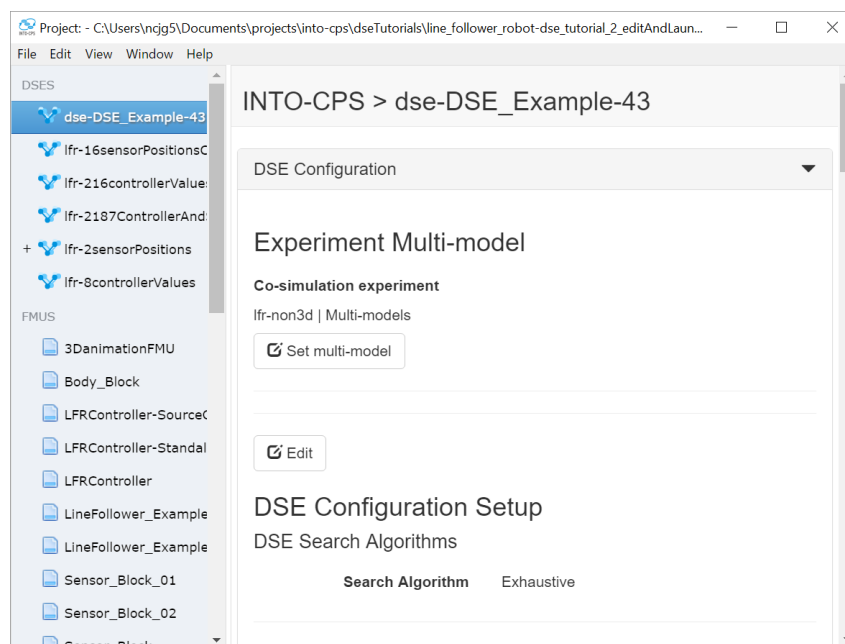 Project: - C:\Users\ncjg5\Documents\projects\into-cps\dseTutorials\line_follower_robot-dse_tutorial_2_editAndLaun...
File Edit View Window Help
DSES
dse-DSE_Example-43
lfr-16sensorPositionsC
lfr-216controllerValues
lfr-2187ControllerAnd
+ lfr-2sensorPositions
lfr-8controllerValues
FMUS
3DanimationFMU
Body_Block
LFRController-SourceC
LFRController-Standal
LFRController
LineFollower_Example
LineFollower_Example
Sensor_Block_01
Sensor_Block_02
INTO-CPS > dse-DSE_Example-43
DSE Configuration
Experiment Multi-model
Co-simulation experiment
lfr-non3d | Multi-models
Set multi-model
Edit
DSE Configuration Setup
DSE Search Algorithms
Search Algorithm Exhaustive